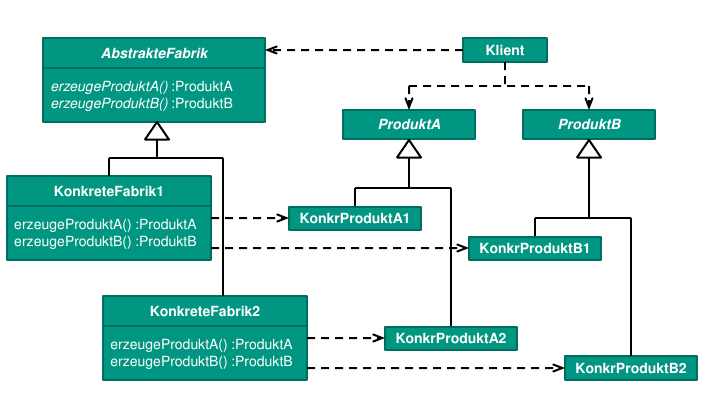 AbstrakteFabrik
erzeugeProduktA() :ProduktA
erzeugeProduktB() :ProduktB
Klient
ProduktA
ProduktB
KonkreteFabrik1
erzeugeProduktA() :ProduktA
erzeugeProduktB() :ProduktB
KonkrProduktA1
KonkrProduktB1
KonkreteFabrik2
erzeugeProduktA() :ProduktA
erzeugeProduktB() :ProduktB
KonkrProduktA2
KonkrProduktB2